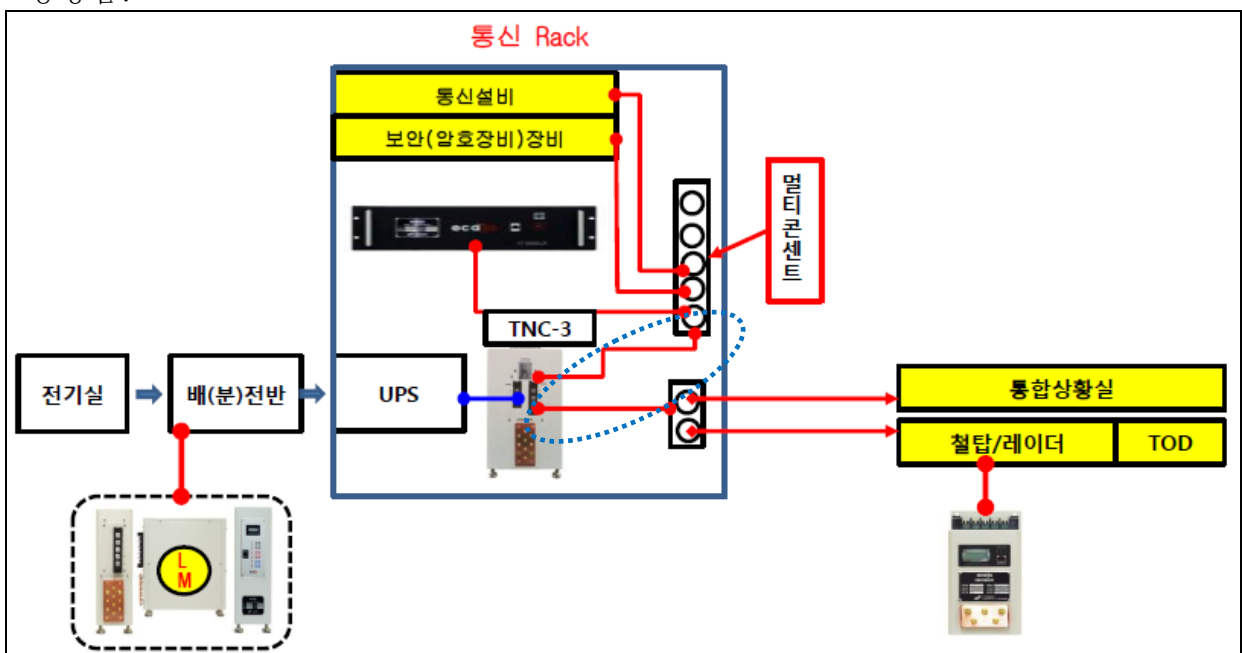 통신 Rack
통신설비
보안(암호장비)장비
멀티콘센트
TNC-3
전기실
배(분)전반
UPS
통합상황실
철탑/레이더
TOD
L
M